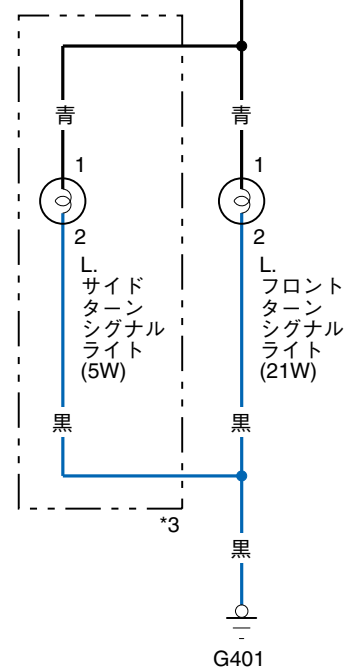 青
青
1
1
2
2
L.
サイド
ターン
シグナル
ライト
(5W)
L.
フロント
ターン
シグナル
ライト
(21W)
黒
黒
*3
黒
G401